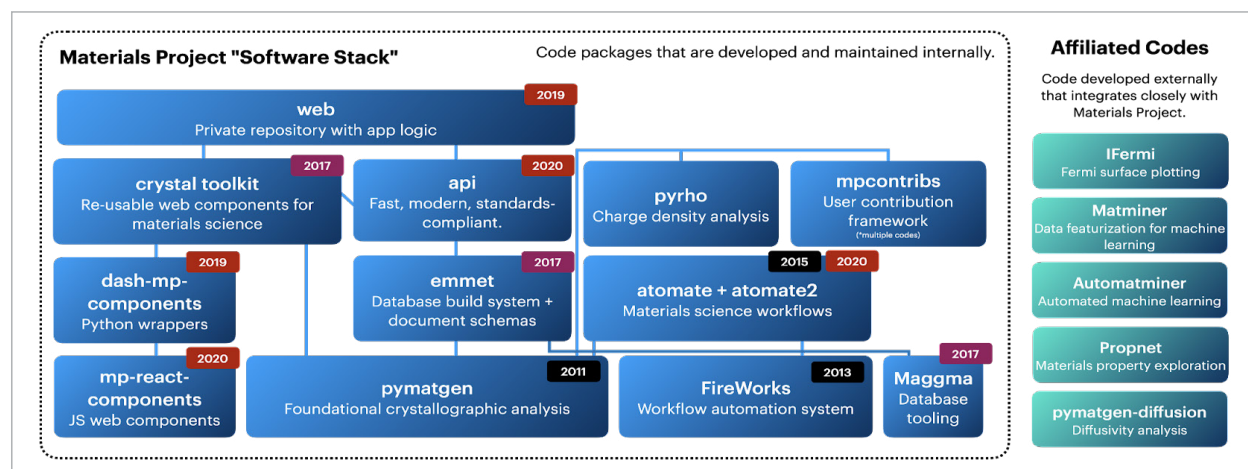 Materials Project "Software Stack"
Code packages that are developed and maintained internally.
2019
web
Private repository with app logic
2017
crystal toolkit
Re-usable web components for
materials science
2020
api
Fast, modern, standards-
compliant.
pyrho
Charge density analysis
mpcontribs
User contribution
framework
(*multiple codes)
2019
dash-mp-
components
Python wrappers
2017
emmet
Database build system +
document schemas
2015
2020
atomate + atomate2
Materials science workflows
2020
mp-react-
components
JS web components
2011
pymatgen
Foundational crystallographic analysis
2013
FireWorks
Workflow automation system
2017
Maggma
Database
tooling
Affiliated Codes
Code developed externally
that integrates closely with
Materials Project.
IFermi
Fermi surface plotting
Matminer
Data featurization for machine
learning
Automatminer
Automated machine learning
Propnet
Materials property exploration
pymatgen-diffusion
Diffusivity analysis